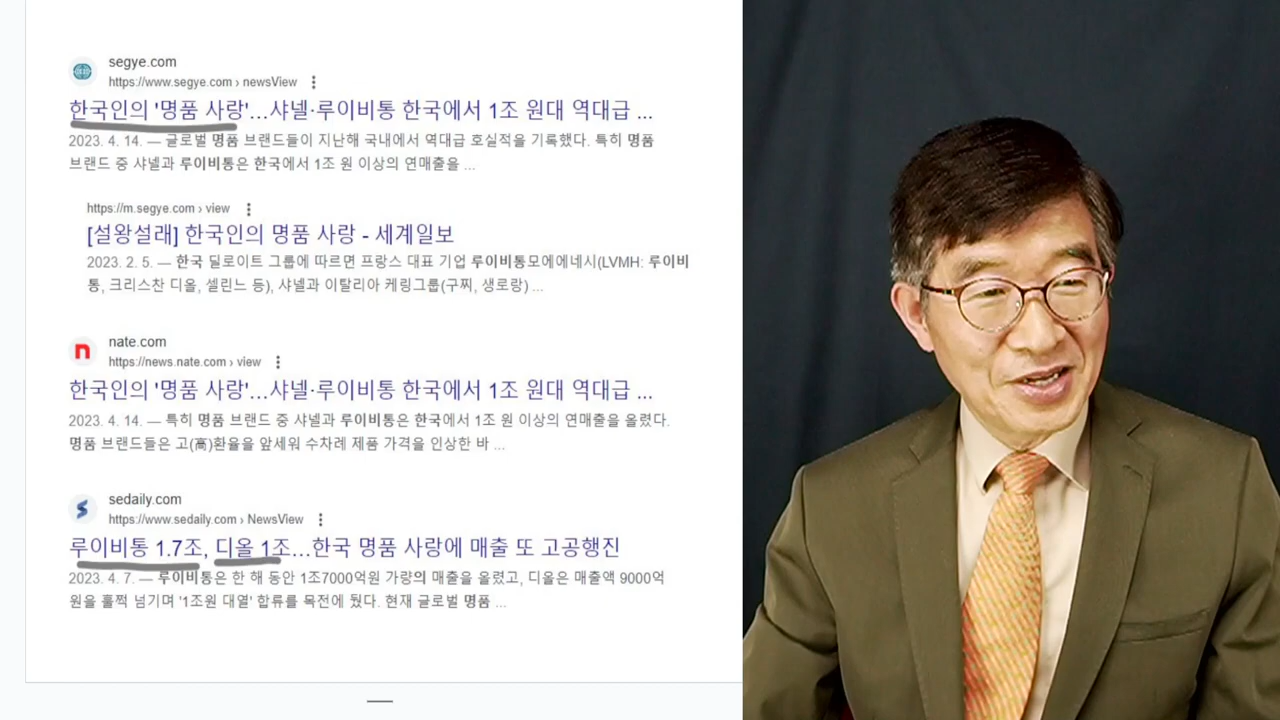 segye.com
https://www.segye.com › newsView
한국인의 '명품 사랑'…샤넬·루이비통 한국에서 1조 원대 역대급 ...
2023. 4. 14. — 글로벌 명품 브랜드들이 지난해 국내에서 역대급 호실적을 기록했다. 특히 명품
브랜드 중 샤넬과 루이비통은 한국에서 1조 원 이상의 연매출을 ...
https://m.segye.com › view
[설왕설래] 한국인의 명품 사랑 - 세계일보
2023. 2. 5. — 한국 딜로이트 그룹에 따르면 프랑스 대표 기업 루이비통모에에네시(LVMH: 루이비
통, 크리스찬 디올, 셀린느 등), 샤넬과 이탈리아 케링그룹(구찌, 생로랑) ...
nate.com
https://news.nate.com › view
한국인의 '명품 사랑'…샤넬·루이비통 한국에서 1조 원대 역대급 ...
2023. 4. 14. — 특히 명품 브랜드 중 샤넬과 루이비통은 한국에서 1조 원 이상의 연매출을 올렸다.
명품 브랜드들은 고(高)환율을 앞세워 수차례 제품 가격을 인상한 바 ...
sedaily.com
https://www.sedaily.com › NewsView
루이비통 1.7조, 디올 1조…한국 명품 사랑에 매출 또 고공행진
2023. 4. 7. — 루이비통은 한 해 동안 1조7000억원 가량의 매출을 올렸고, 디올은 매출액 9000억
원을 훌쩍 넘기며 '1조원 대열' 합류를 목전에 뒀다. 현재 글로벌 명품 ...